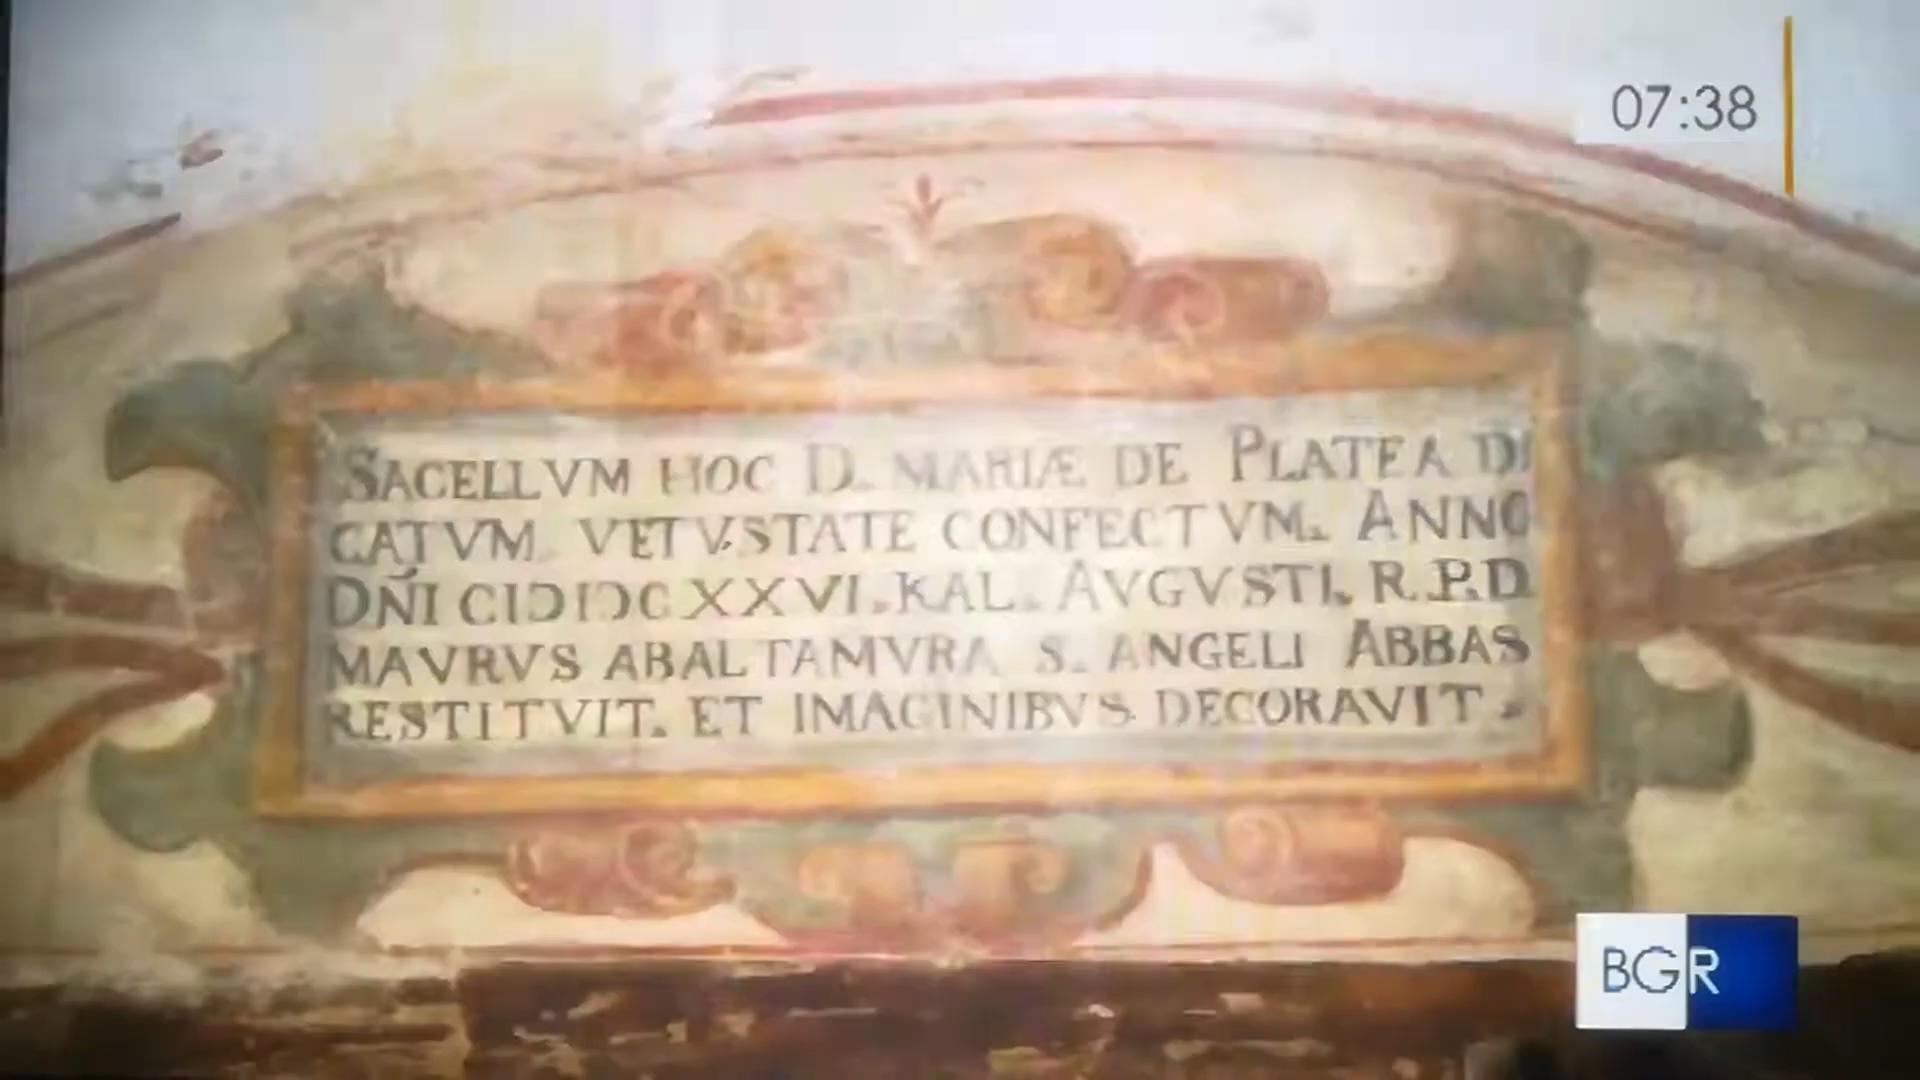 07:38
SACELLVM HOC D. MARIÆ DE PLATEA DI
CATVM VETVSTATE CONFECTVM. ANNO
DÑI CIↃIↃCXXVI. KAL. AVGVSTI. R.P.D.
MAVRVS ABALTAMVRA S. ANGELI ABBAS
RESTITVIT. ET IMAGINIBVS DECORAVIT.
BGR